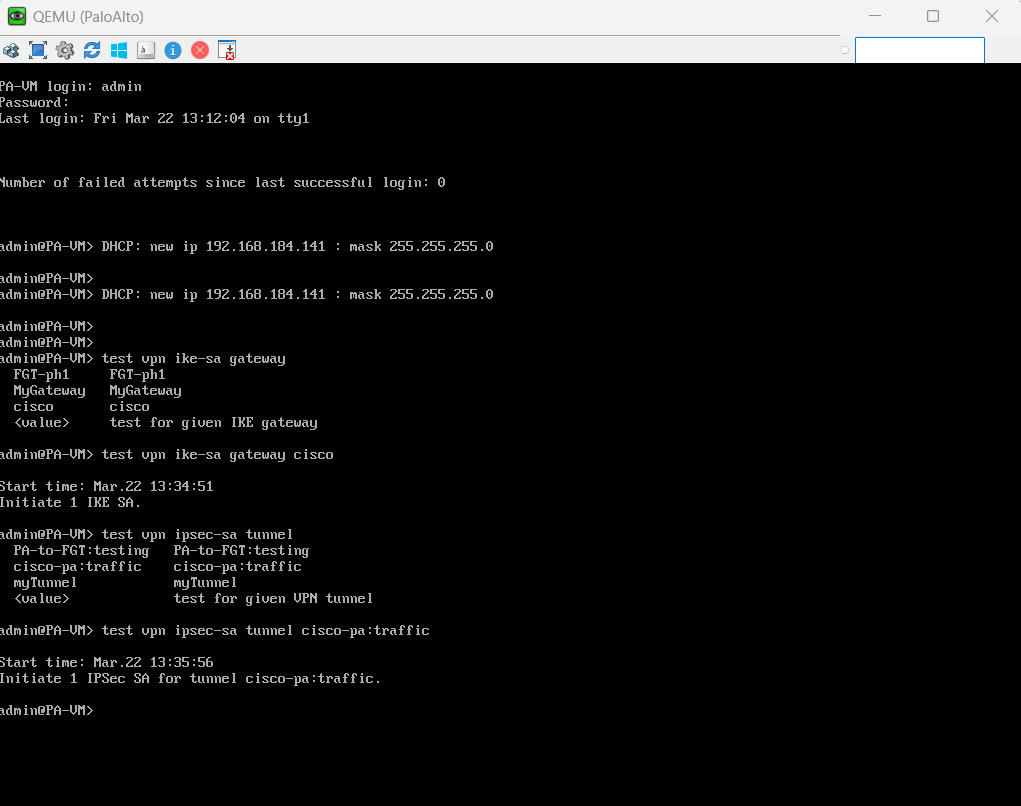 QEMU (PaloAlto)
PA-VM login: admin
Password:
Last login: Fri Mar 22 13:12:04 on tty1
Number of failed attempts since last successful login: 0
admin@PA-VM> DHCP: new ip 192.168.184.141 : mask 255.255.255.0
admin@PA-VM>
admin@PA-VM> DHCP: new ip 192.168.184.141 : mask 255.255.255.0
admin@PA-VM>
admin@PA-VM>
admin@PA-VM> test vpn ike-sa gateway
  FGT-ph1     FGT-ph1
  MyGateway   MyGateway
  cisco       cisco
  <value>     test for given IKE gateway
admin@PA-VM> test vpn ike-sa gateway cisco
Start time: Mar.22 13:34:51
Initiate 1 IKE SA.
admin@PA-VM> test vpn ipsec-sa tunnel
  PA-to-FGT:testing   PA-to-FGT:testing
  cisco-pa:traffic    cisco-pa:traffic
  myTunnel            myTunnel
  <value>             test for given VPN tunnel
admin@PA-VM> test vpn ipsec-sa tunnel cisco-pa:traffic
Start time: Mar.22 13:35:56
Initiate 1 IPSec SA for tunnel cisco-pa:traffic.
admin@PA-VM>